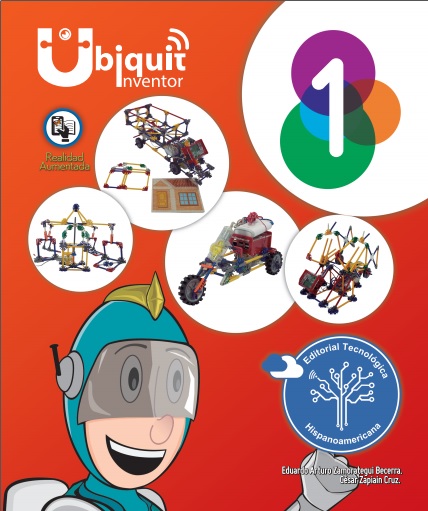 Ubiquit
Inventor
1
Realidad
Aumentada
Editorial Tecnológica
Hispanoamericana
Eduardo Arturo Zamorategui Becerra.
César Zapiain Cruz.